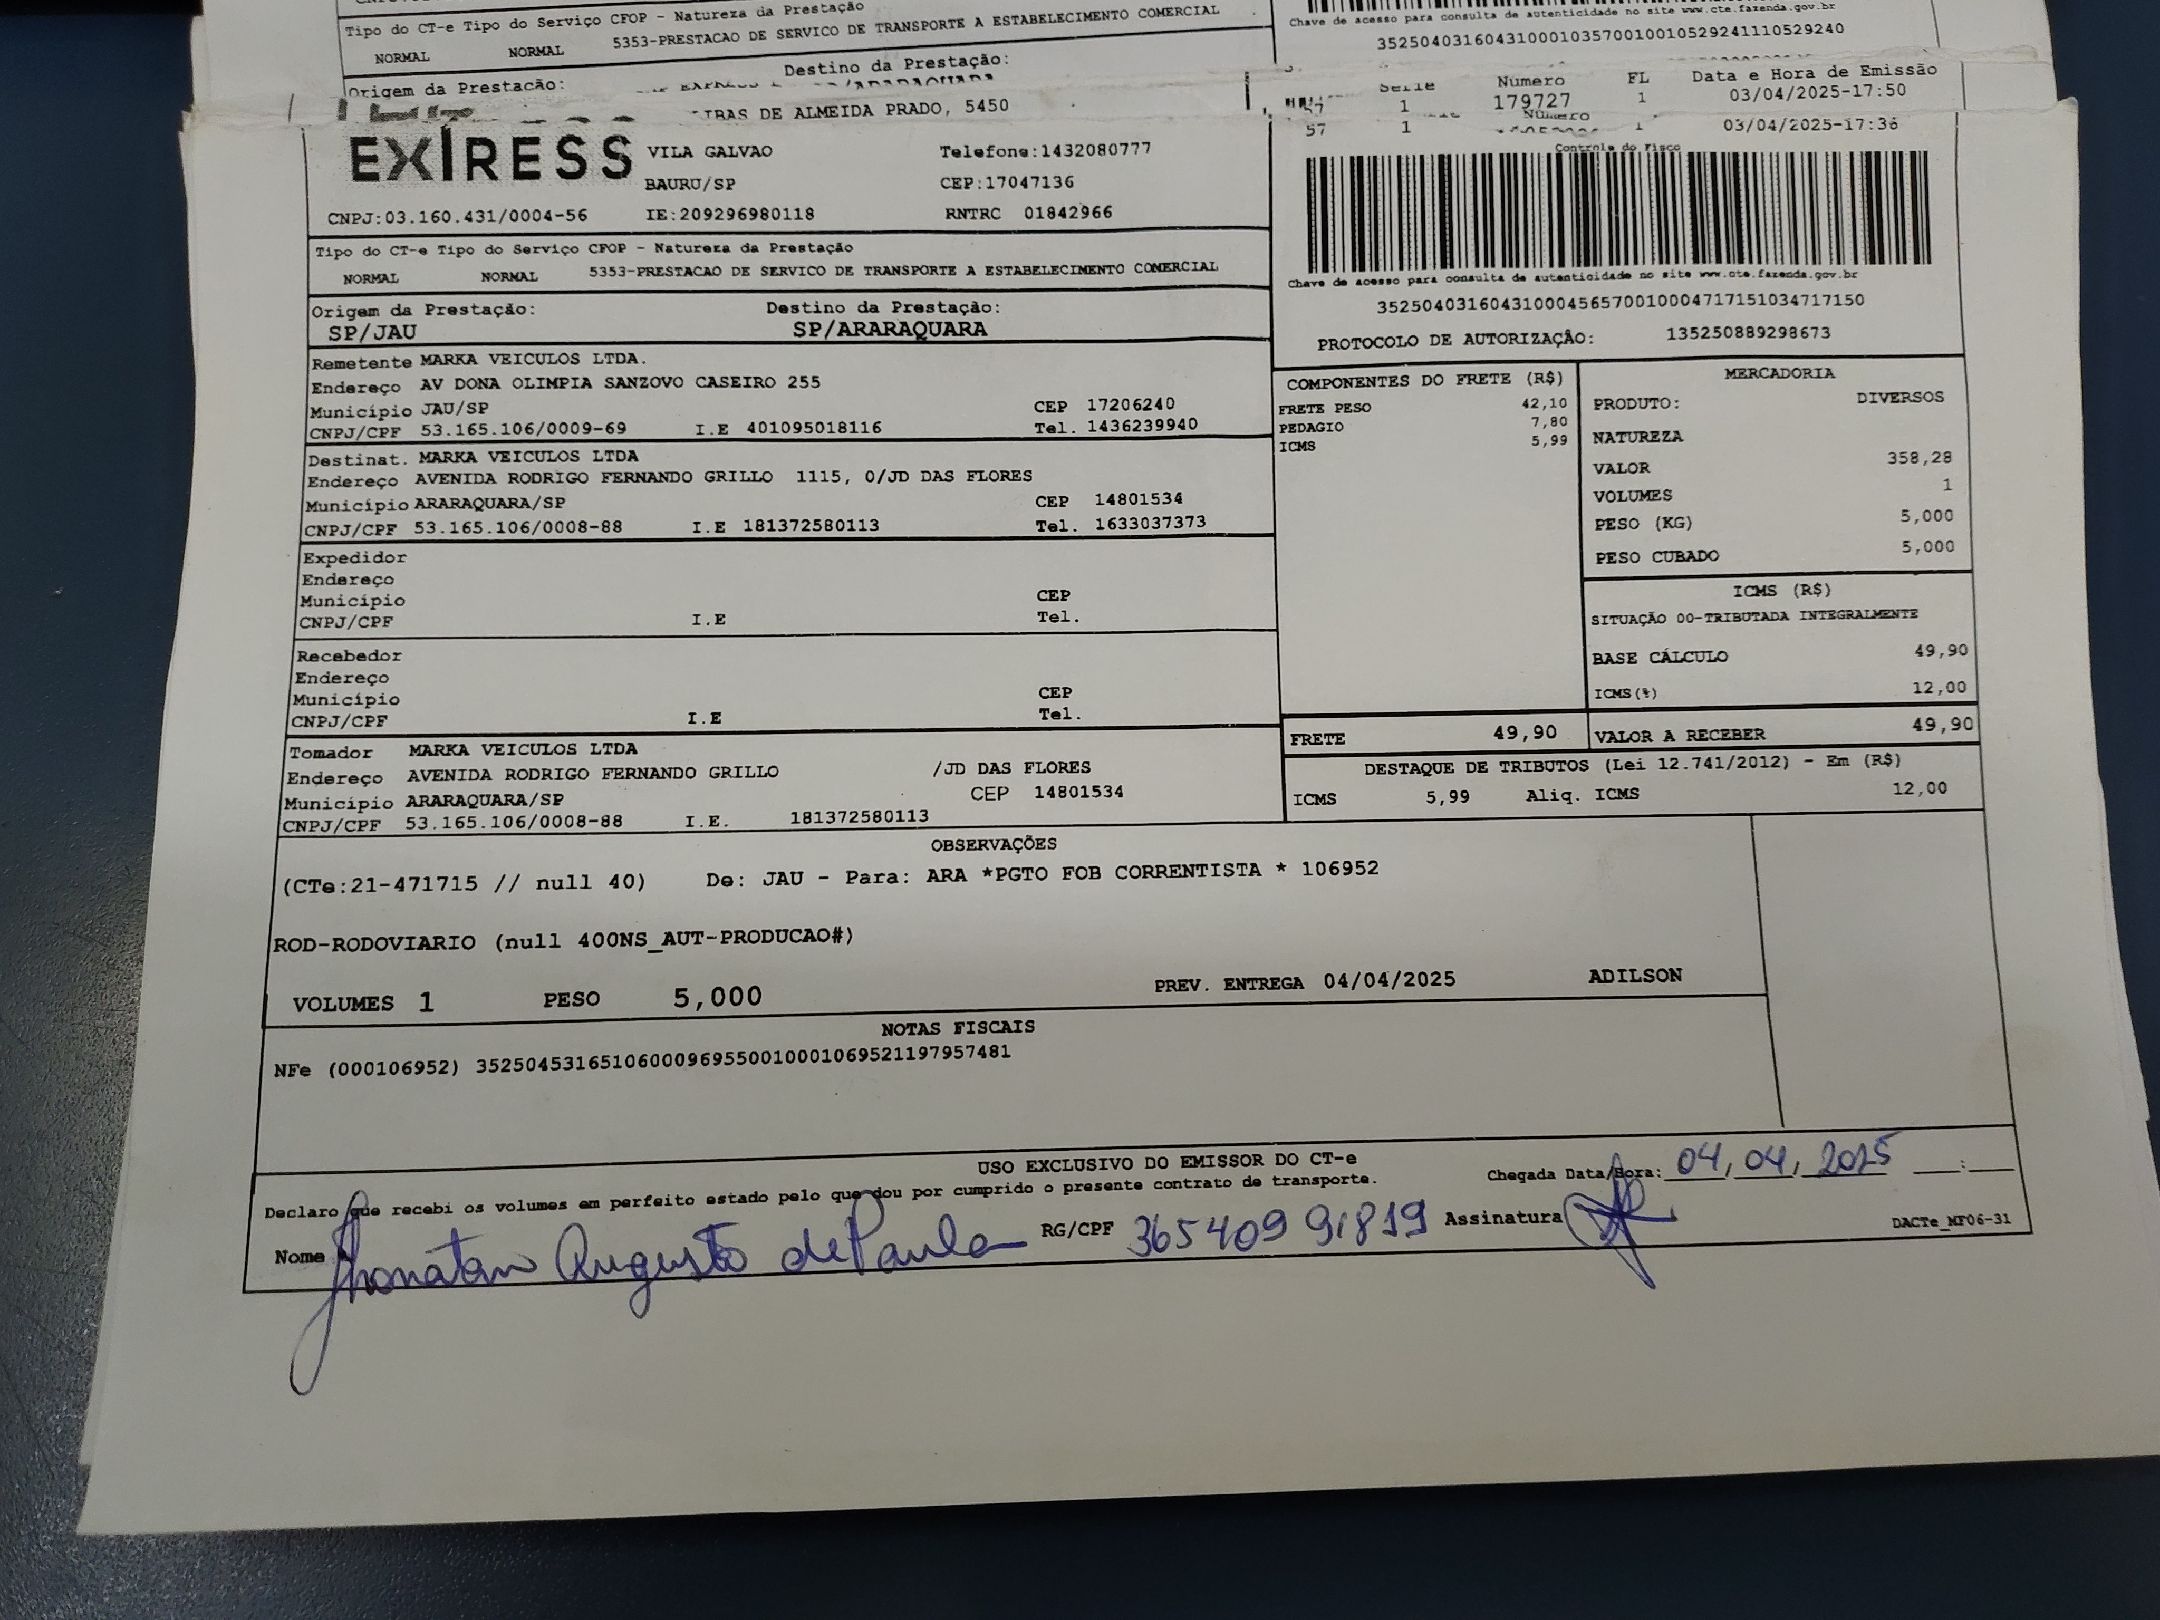 Tipo do CT-e Tipo do Serviço CFOP - Natureza da Prestação
NORMAL NORMAL 5353-PRESTACAO DE SERVICO DE TRANSPORTE A ESTABELECIMENTO COMERCIAL
Chave de acesso para consulta de autenticidade no site www.cte.fazenda.gov.br
35250403160431000103570010010529241110529240
Origem da Prestação: Destino da Prestação:
Serie Número FL Data e Hora de Emissão
57 1 179727 1 03/04/2025-17:50
DE ALMEIDA PRADO, 5450
Número
57 1 1 03/04/2025-17:36
EXPRESS
VILA GALVAO Telefone:1432080777
BAURU/SP CEP:17047136
CNPJ:03.160.431/0004-56 IE:209296980118 RNTRC 01842966
Controle do Fisco
Chave de acesso para consulta de autenticidade no site www.cte.fazenda.gov.br
35250403160431000456570010004717151034717150
PROTOCOLO DE AUTORIZAÇÃO: 135250889298673
Tipo do CT-e Tipo do Serviço CFOP - Natureza da Prestação
NORMAL NORMAL 5353-PRESTACAO DE SERVICO DE TRANSPORTE A ESTABELECIMENTO COMERCIAL
Origem da Prestação: Destino da Prestação:
SP/JAU SP/ARARAQUARA
Remetente MARKA VEICULOS LTDA.
Endereço AV DONA OLIMPIA SANZOVO CASEIRO 255
Município JAU/SP CEP 17206240
CNPJ/CPF 53.165.106/0009-69 I.E 401095018116 Tel. 1436239940
Destinat. MARKA VEICULOS LTDA
Endereço AVENIDA RODRIGO FERNANDO GRILLO 1115, 0/JD DAS FLORES
Município ARARAQUARA/SP CEP 14801534
CNPJ/CPF 53.165.106/0008-88 I.E 181372580113 Tel. 1633037373
Expedidor
Endereço
Município CEP
CNPJ/CPF I.E Tel.
Recebedor
Endereço
Município CEP
CNPJ/CPF I.E Tel.
Tomador MARKA VEICULOS LTDA
Endereço AVENIDA RODRIGO FERNANDO GRILLO /JD DAS FLORES
Município ARARAQUARA/SP CEP 14801534
CNPJ/CPF 53.165.106/0008-88 I.E. 181372580113
COMPONENTES DO FRETE (R$)
FRETE PESO 42,10
PEDAGIO 7,80
ICMS 5,99
FRETE 49,90
MERCADORIA
PRODUTO: DIVERSOS
NATUREZA
VALOR 358,28
VOLUMES 1
PESO (KG) 5,000
PESO CUBADO 5,000
ICMS (R$)
SITUAÇÃO 00-TRIBUTADA INTEGRALMENTE
BASE CÁLCULO 49,90
ICMS(%) 12,00
VALOR A RECEBER 49,90
DESTAQUE DE TRIBUTOS (Lei 12.741/2012) - Em (R$)
ICMS 5,99 Aliq. ICMS 12,00
OBSERVAÇÕES
(CTe:21-471715 // null 40) De: JAU - Para: ARA *PGTO FOB CORRENTISTA * 106952
ROD-RODOVIARIO (null 400NS_AUT-PRODUCAO#)
VOLUMES 1 PESO 5,000 PREV. ENTREGA 04/04/2025 ADILSON
NOTAS FISCAIS
NFe (000106952) 35250453165106000969550010001069521197957481
USO EXCLUSIVO DO EMISSOR DO CT-e
Declaro que recebi os volumes em perfeito estado pelo que dou por cumprido o presente contrato de transporte. Chegada Data/Hora: 04, 04, 2025 __:__
Nome Jhonatan Augusto de Paula RG/CPF 36540991819 Assinatura DACTe_MF06-31